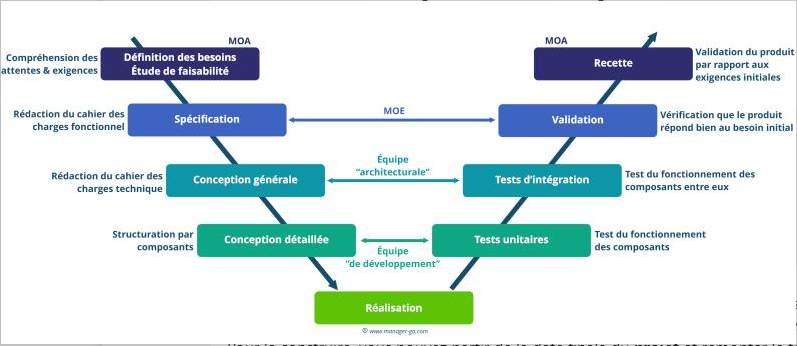 MOA
MOA
Compréhension des
attentes & exigences
Définition des besoins
Étude de faisabilité
Recette
Validation du produit
par rapport aux
exigences initiales
Rédaction du cahier des
charges fonctionnel
Spécification
MOE
Validation
Vérification que le produit
répond bien au besoin initial
Rédaction du cahier des
charges technique
Conception générale
Équipe
“architecturale”
Tests d’intégration
Test du fonctionnement des
composants entre eux
Structuration par
composants
Conception détaillée
Équipe
“de développement”
Tests unitaires
Test du fonctionnement
des composants
Réalisation
© www.manager-go.com